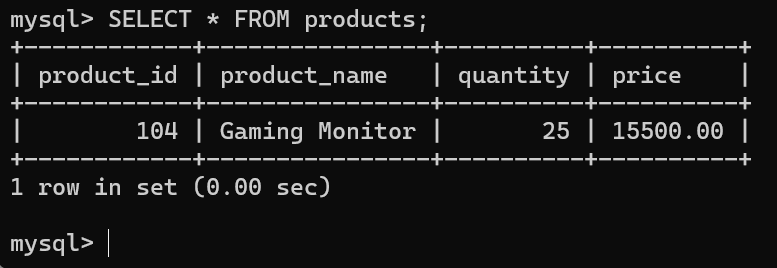 mysql> SELECT * FROM products;
+------------+----------------+----------+----------+
| product_id | product_name   | quantity | price    |
+------------+----------------+----------+----------+
|        104 | Gaming Monitor |       25 | 15500.00 |
+------------+----------------+----------+----------+
1 row in set (0.00 sec)
mysql>